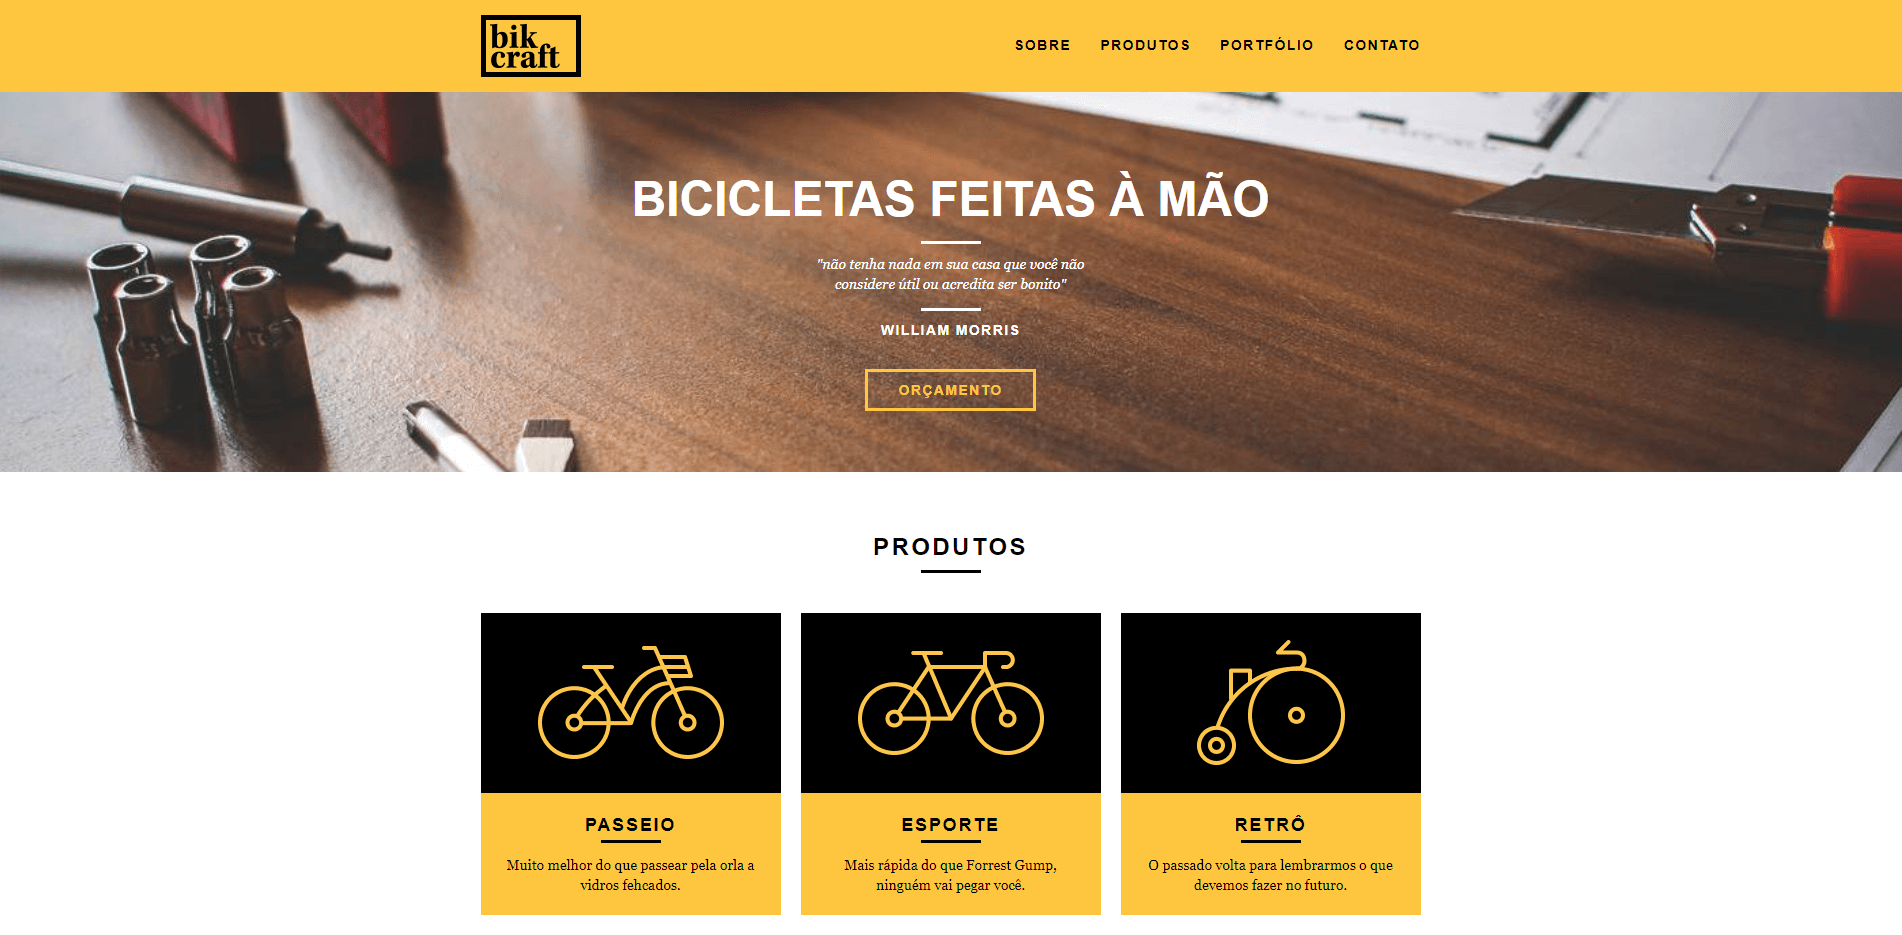 bik
craft
SOBRE PRODUTOS PORTFÓLIO CONTATO
BICICLETAS FEITAS À MÃO
"não tenha nada em sua casa que você não
considere útil ou acredita ser bonito"
WILLIAM MORRIS
ORÇAMENTO
PRODUTOS
PASSEIO
Muito melhor do que passear pela orla a
vidros fehcados.
ESPORTE
Mais rápida do que Forrest Gump,
ninguém vai pegar você.
RETRÔ
O passado volta para lembrarmos o que
devemos fazer no futuro.